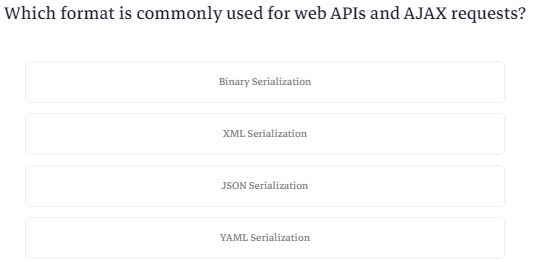 Which format is commonly used for web APIs and AJAX requests?
Binary Serialization
XML Serialization
JSON Serialization
YAML Serialization